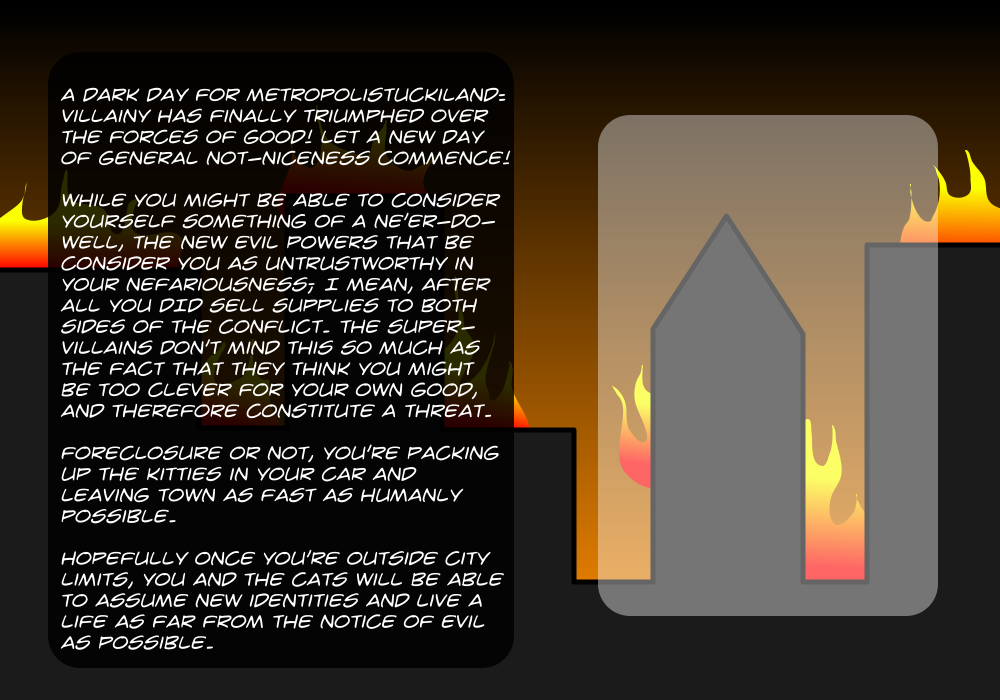 A DARK DAY FOR METROPOLISTUCKILAND:
VILLAINY HAS FINALLY TRIUMPHED OVER
THE FORCES OF GOOD! LET A NEW DAY
OF GENERAL NOT-NICENESS COMMENCE!
WHILE YOU MIGHT BE ABLE TO CONSIDER
YOURSELF SOMETHING OF A NE'ER-DO-
WELL, THE NEW EVIL POWERS THAT BE
CONSIDER YOU AS UNTRUSTWORTHY IN
YOUR NEFARIOUSNESS; I MEAN, AFTER
ALL YOU DID SELL SUPPLIES TO BOTH
SIDES OF THE CONFLICT. THE SUPER-
VILLAINS DON'T MIND THIS SO MUCH AS
THE FACT THAT THEY THINK YOU MIGHT
BE TOO CLEVER FOR YOUR OWN GOOD,
AND THEREFORE CONSTITUTE A THREAT.
FORECLOSURE OR NOT, YOU'RE PACKING
UP THE KITTIES IN YOUR CAR AND
LEAVING TOWN AS FAST AS HUMANLY
POSSIBLE.
HOPEFULLY ONCE YOU'RE OUTSIDE CITY
LIMITS, YOU AND THE CATS WILL BE ABLE
TO ASSUME NEW IDENTITIES AND LIVE A
LIFE AS FAR FROM THE NOTICE OF EVIL
AS POSSIBLE.